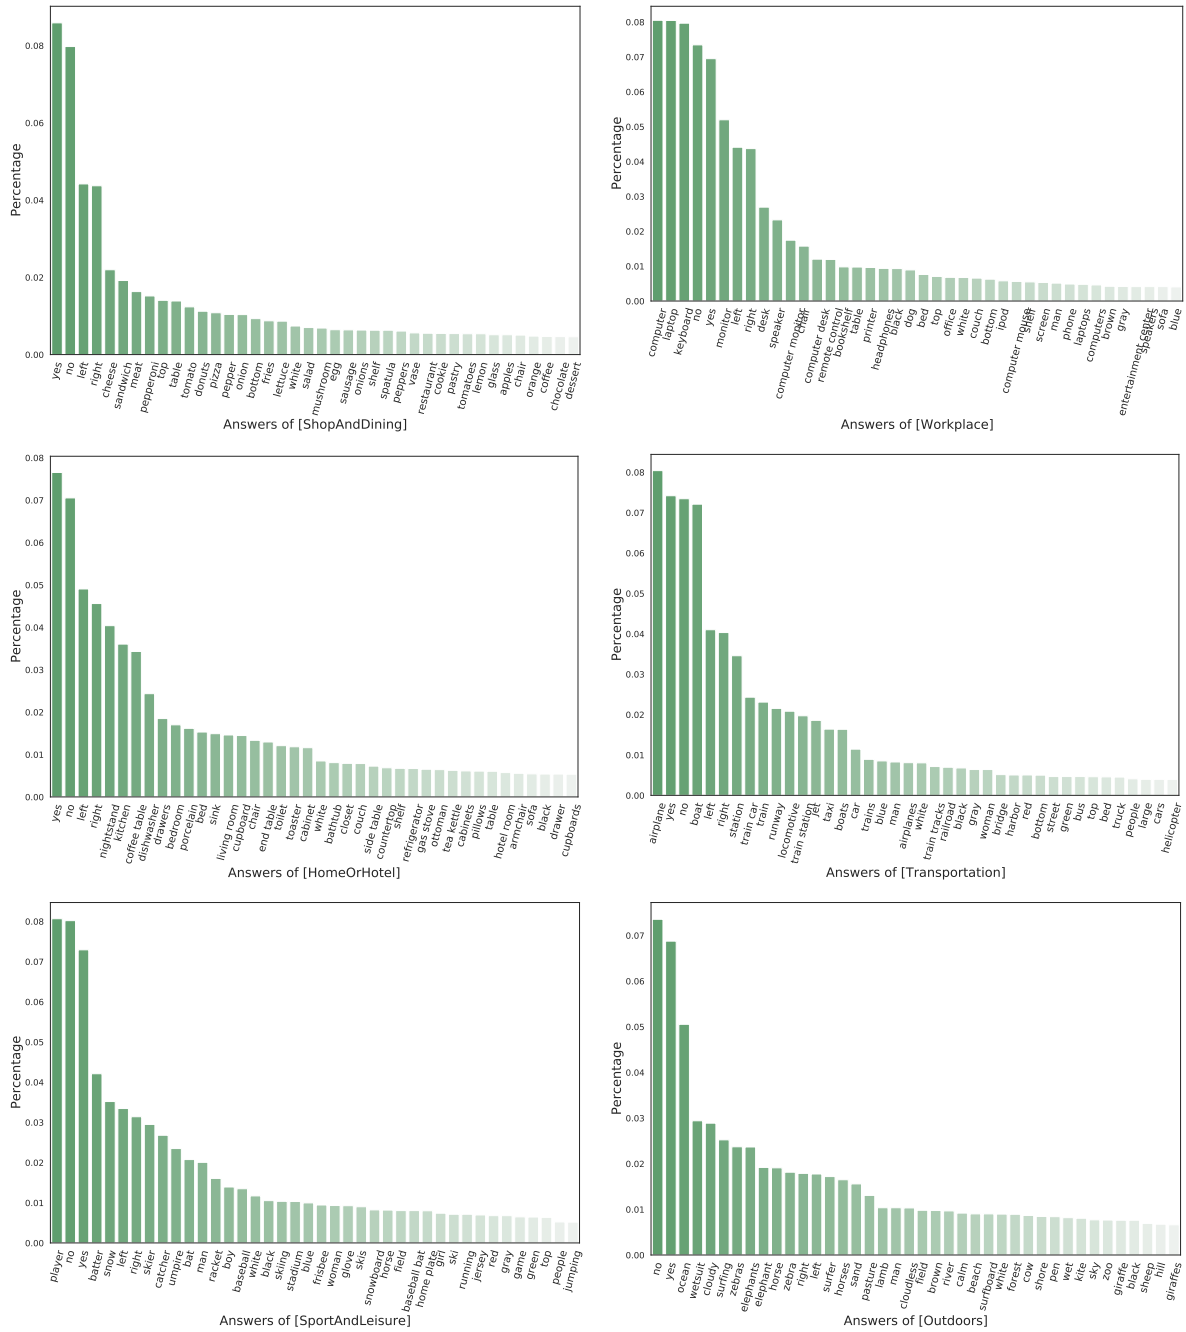 0.08
0.06
0.04
0.02
0.00
Percentage
yes
no
left
right
cheese
sandwich
meat
pepperoni
top
table
tomato
donuts
pizza
pepper
onion
bottom
fries
lettuce
white
salad
mushroom
egg
sausage
onions
shelf
spatula
peppers
vase
restaurant
cookie
pastry
tomatoes
lemon
glass
apples
chair
orange
coffee
chocolate
dessert
Answers of [ShopAndDining]
0.08
0.07
0.06
0.05
0.04
0.03
0.02
0.01
0.00
Percentage
computer
laptop
keyboard
no
yes
monitor
left
right
desk
speaker
computer monitor
chair
computer desk
remote control
bookshelf
table
printer
headphones
black
dog
bed
top
office
white
couch
bottom
ipod
computer mouse
shelf
screen
man
phone
laptops
computers
brown
gray
entertainment center
speakers
sofa
blue
Answers of [Workplace]
0.08
0.07
0.06
0.05
0.04
0.03
0.02
0.01
0.00
Percentage
yes
no
left
right
nightstand
kitchen
coffee table
dishwasher
drawers
bedroom
porcelain
bed
sink
living room
cupboard
chair
end table
toilet
toaster
cabinet
white
bathtub
closet
couch
side table
countertop
shelf
refrigerator
gas stove
ottoman
tea kettle
cabinets
pillows
table
hotel room
armchair
sofa
black
drawer
cupboards
Answers of [HomeOrHotel]
0.08
0.07
0.06
0.05
0.04
0.03
0.02
0.01
0.00
Percentage
airplane
yes
no
boat
left
right
station
train car
train
runway
locomotive
train station
jet
taxi
boats
car
trains
blue
man
airplanes
white
train tracks
railroad
black
gray
woman
bridge
harbor
red
bottom
street
green
bus
top
bed
truck
people
large
cars
helicopter
Answers of [Transportation]
0.08
0.07
0.06
0.05
0.04
0.03
0.02
0.01
0.00
Percentage
player
no
yes
batter
snow
left
right
skier
catcher
umpire
bat
man
racket
boy
baseball
white
black
skiing
stadium
blue
frisbee
woman
glove
skis
snowboard
horse
field
baseball bat
home plate
girl
ski
running
jersey
red
gray
game
green
top
people
jumping
Answers of [SportAndLeisure]
0.07
0.06
0.05
0.04
0.03
0.02
0.01
0.00
Percentage
no
yes
ocean
wetsuit
cloudy
surfing
zebras
elephants
elephant
horse
zebra
right
left
surfer
horses
sand
pasture
lamb
man
cloudless
field
brown
river
calm
beach
surfboard
white
forest
cow
shore
pen
wet
kite
sky
zoo
giraffe
black
sheep
hill
giraffes
Answers of [Outdoors]